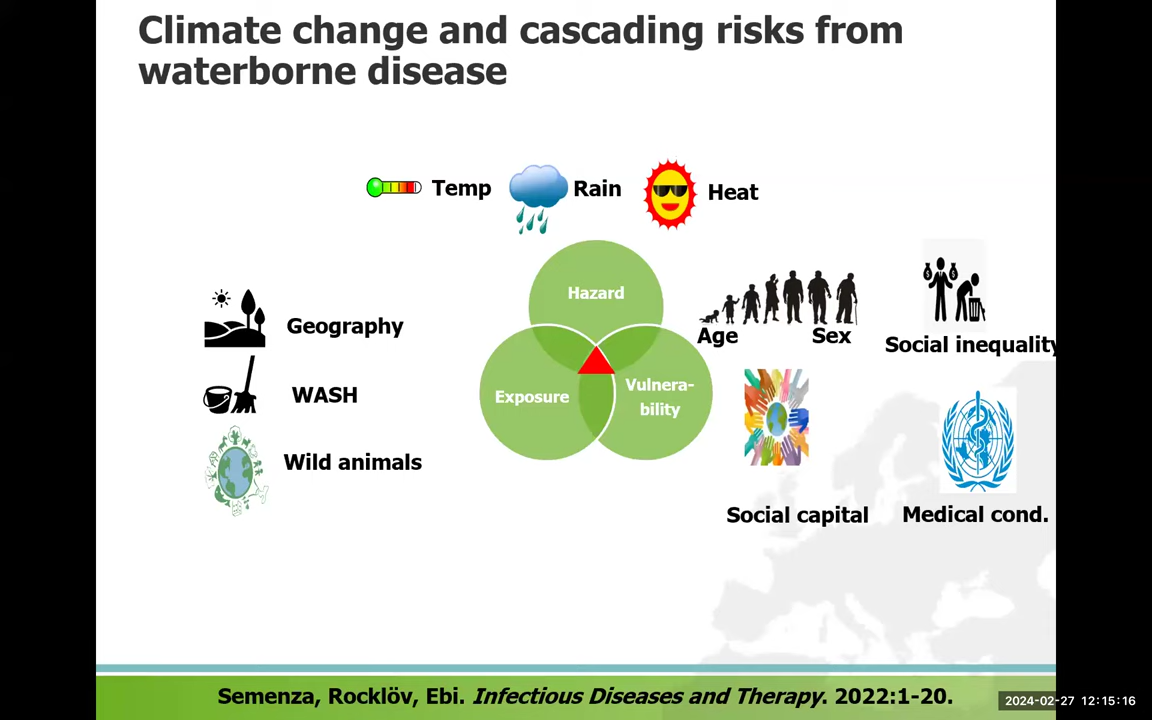 Climate change and cascading risks from
waterborne disease
Temp
Rain
Heat
Hazard
Exposure
Vulnera-
bility
Geography
WASH
Wild animals
Age
Sex
Social inequality
Social capital
Medical cond.
Semenza, Rocklöv, Ebi. Infectious Diseases and Therapy. 2022:1-20.
2024-02-27 12:15:16